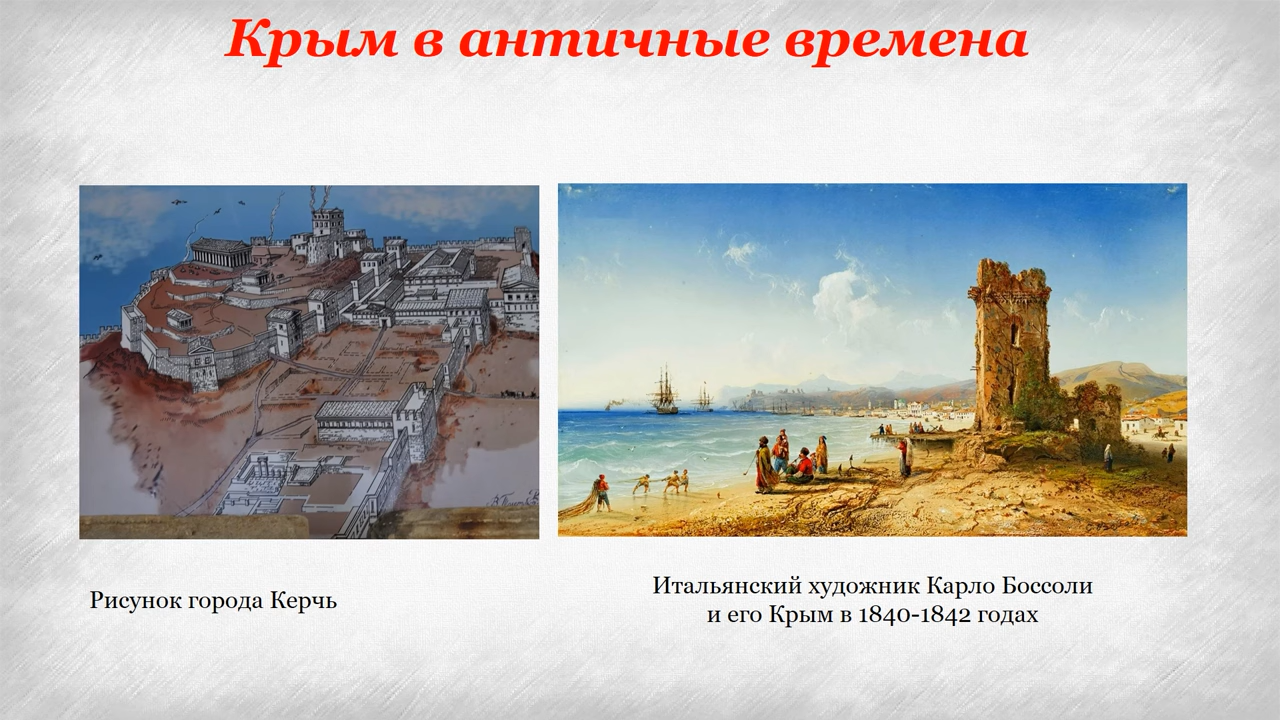 Крым в античные времена
Рисунок города Керчь
Итальянский художник Карло Боссоли
и его Крым в 1840-1842 годах